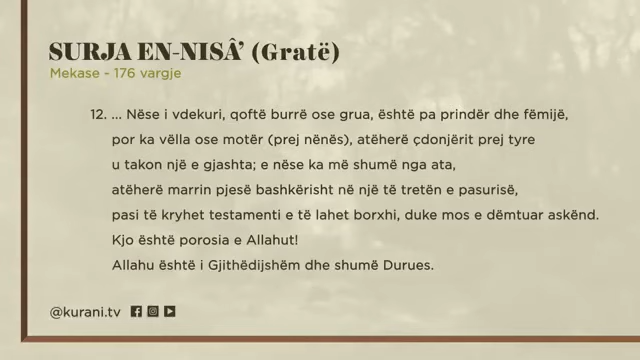 SURJA EN-NISÂ’ (Gratë)
Mekase - 176 vargje
12. ... Nëse i vdekuri, qoftë burrë ose grua, është pa prindër dhe fëmijë,
por ka vëlla ose motër (prej nënës), atëherë çdonjërit prej tyre
u takon një e gjashta; e nëse ka më shumë nga ata,
atëherë marrin pjesë bashkërisht në një të tretën e pasurisë,
pasi të kryhet testamenti e të lahet borxhi, duke mos e dëmtuar askënd.
Kjo është porosia e Allahut!
Allahu është i Gjithëdijshëm dhe shumë Durues.
@kurani.tv